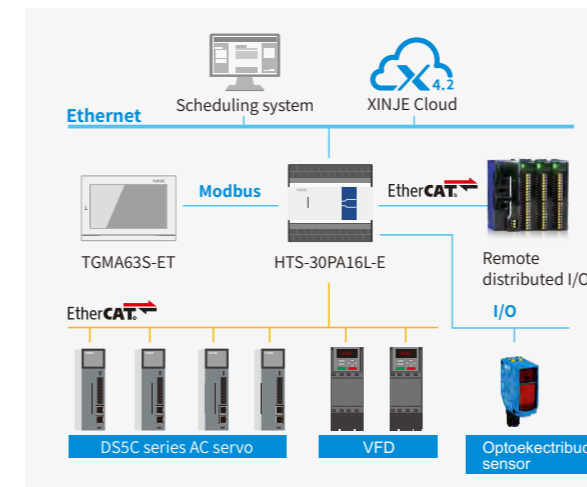 4.2
Scheduling system
XINJE Cloud
Ethernet
Modbus
EtherCAT
TGMA63S-ET
HTS-30PA16L-E
Remote
distributed I/O
EtherCAT
I/O
DS5C series AC servo
VFD
Optoekectribuc
sensor